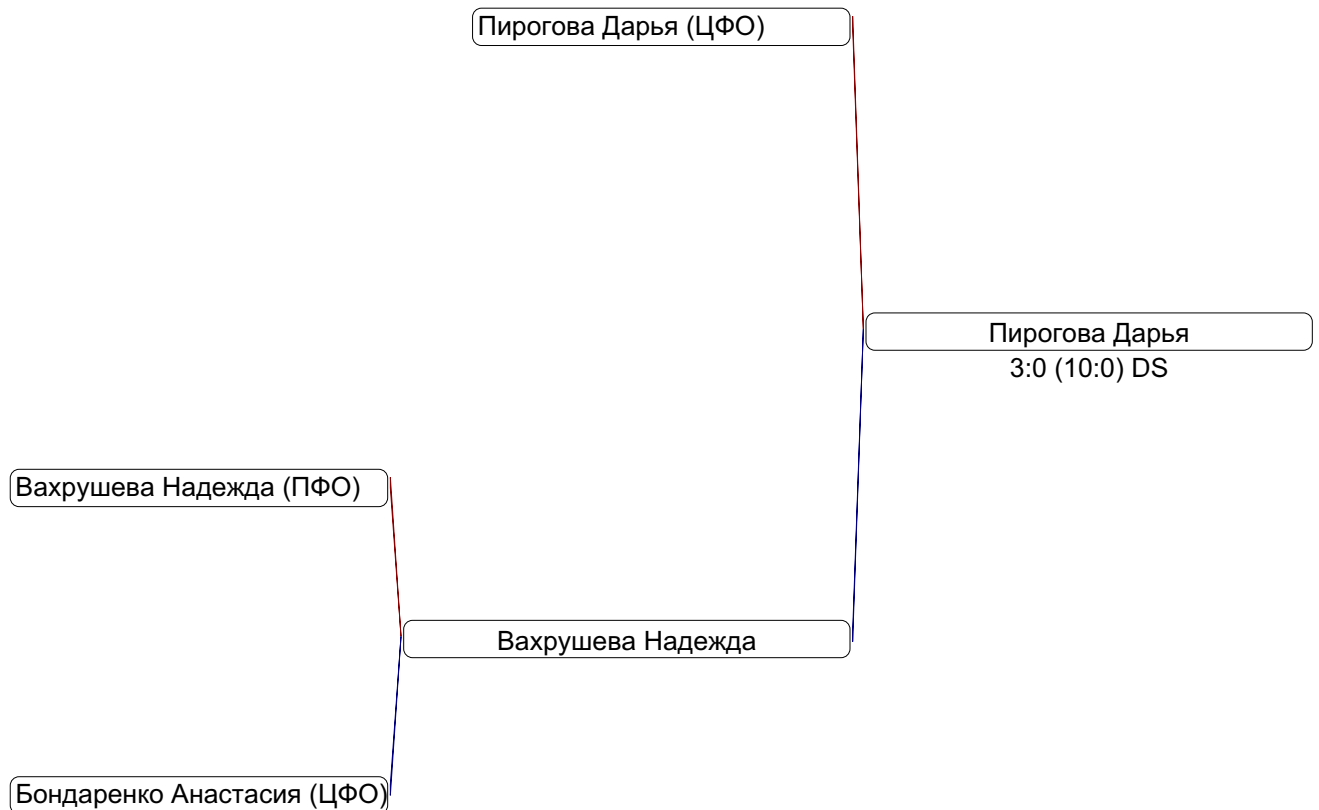 Пирогова Дарья (ЦФО)
Пирогова Дарья
3:0 (10:0) DS
Вахрушева Надежда (ПФО)
Вахрушева Надежда
Бондаренко Анастасия (ЦФО)